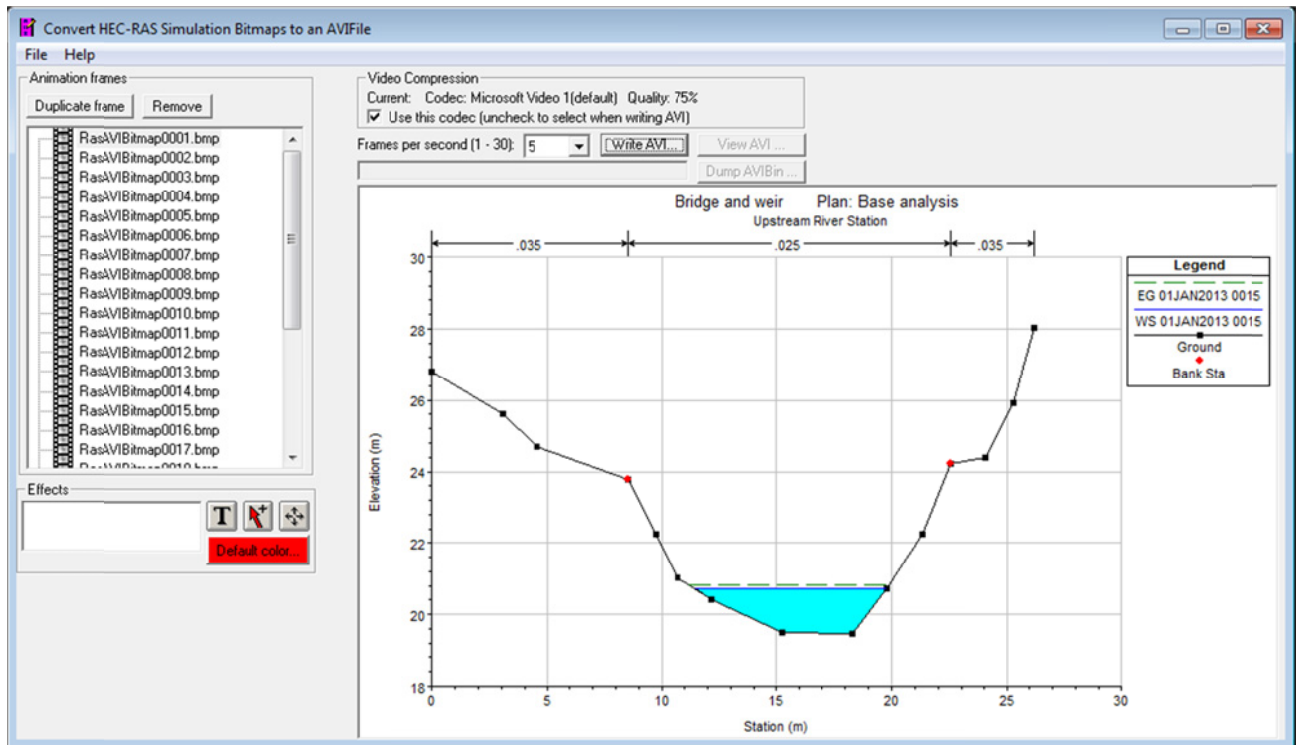 Convert HEC-RAS Simulation Bitmaps to an AVIFile
File Help
Animation frames
Duplicate frame Remove
RasAVIBitmap0001.bmp
RasAVIBitmap0002.bmp
RasAVIBitmap0003.bmp
RasAVIBitmap0004.bmp
RasAVIBitmap0005.bmp
RasAVIBitmap0006.bmp
RasAVIBitmap0007.bmp
RasAVIBitmap0008.bmp
RasAVIBitmap0009.bmp
RasAVIBitmap0010.bmp
RasAVIBitmap0011.bmp
RasAVIBitmap0012.bmp
RasAVIBitmap0013.bmp
RasAVIBitmap0014.bmp
RasAVIBitmap0015.bmp
RasAVIBitmap0016.bmp
RasAVIBitmap0017.bmp
Effects
T
Default color...
Video Compression
Current: Codec: Microsoft Video 1(default) Quality: 75%
Use this codec (uncheck to select when writing AVI)
Frames per second (1 - 30): 5 Write AVI... View AVI ...
Dump AVIBin ...
Bridge and weir Plan: Base analysis
Upstream River Station
.035 .025 .035
30
28
26
24
22
20
18
Elevation (m)
0 5 10 15 20 25 30
Station (m)
Legend
EG 01JAN2013 0015
WS 01JAN2013 0015
Ground
Bank Sta